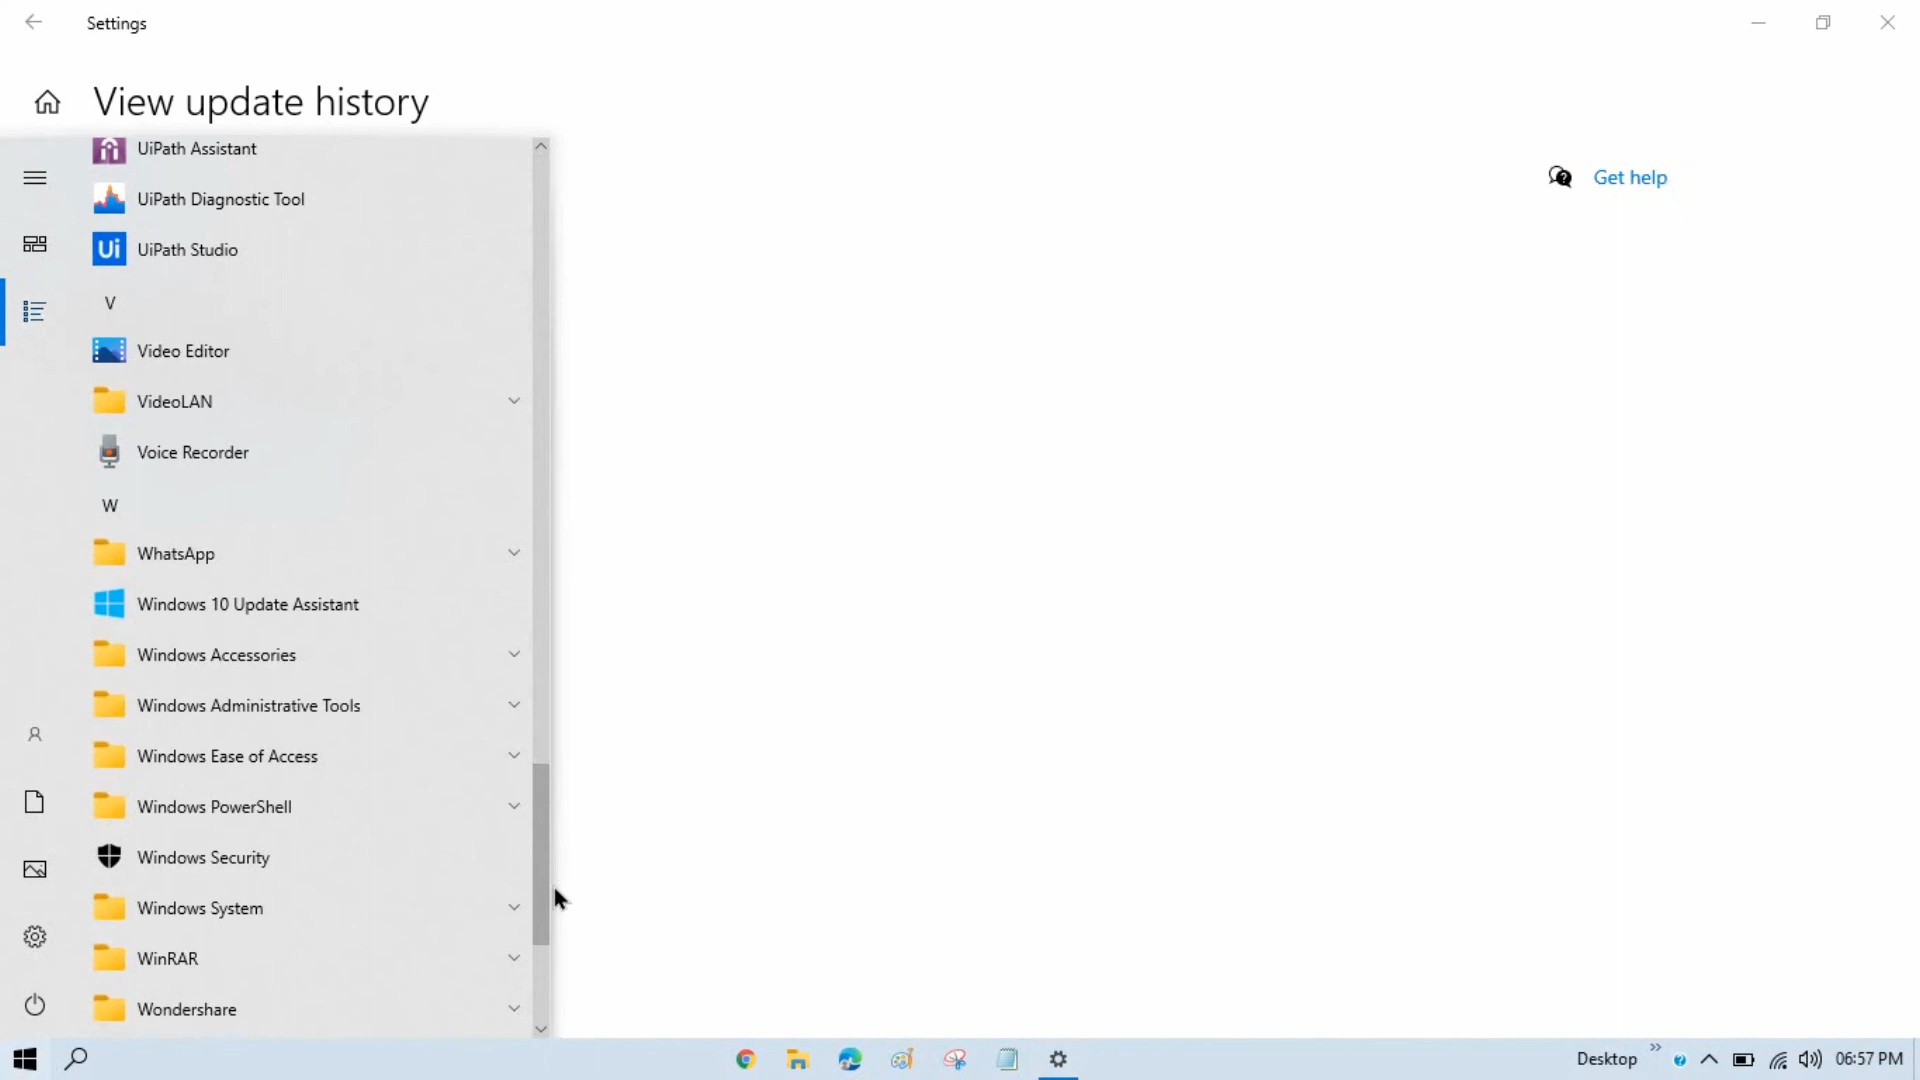 Settings
View update history
UiPath Assistant
UiPath Diagnostic Tool
Ui
UiPath Studio
V
Video Editor
VideoLAN
Voice Recorder
W
WhatsApp
Windows 10 Update Assistant
Windows Accessories
Windows Administrative Tools
Windows Ease of Access
Windows PowerShell
Windows Security
Windows System
WinRAR
Wondershare
Get help
Desktop
06:57 PM